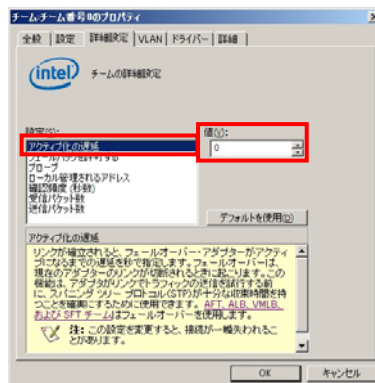 チーム:チーム番号0のプロパティ
全般 設定 詳細設定 VLAN ドライバー 詳細
intel チームの詳細設定
設定(S): 値(V):
アクティブ化の遅延 0
フェールバックを許可する
プローブ
ローカル管理されるアドレス
確認頻度 (秒数)
受信パケット数
送信パケット数
デフォルトを使用(D)
アクティブ化の遅延
リンクが確立されると、フェールオーバー・アダプターがアクティ
ブになるまでの遅延を秒で指定します。フェールオーバーは、
現在のアダプターのリンクが切断されるときに起こります。この
機能は、アダプタがリンクでトラフィックの送信を試行する前
に、スパニング ツリー プロトコル(STP)が十分な収束時間を持
つことを確実にするために使用できます。AFT、ALB、VMLB、
および SFT チームはフェールオーバーを使用します。
注: この設定を変更すると、接続が一瞬失われるこ
とがあります。
OK キャンセル